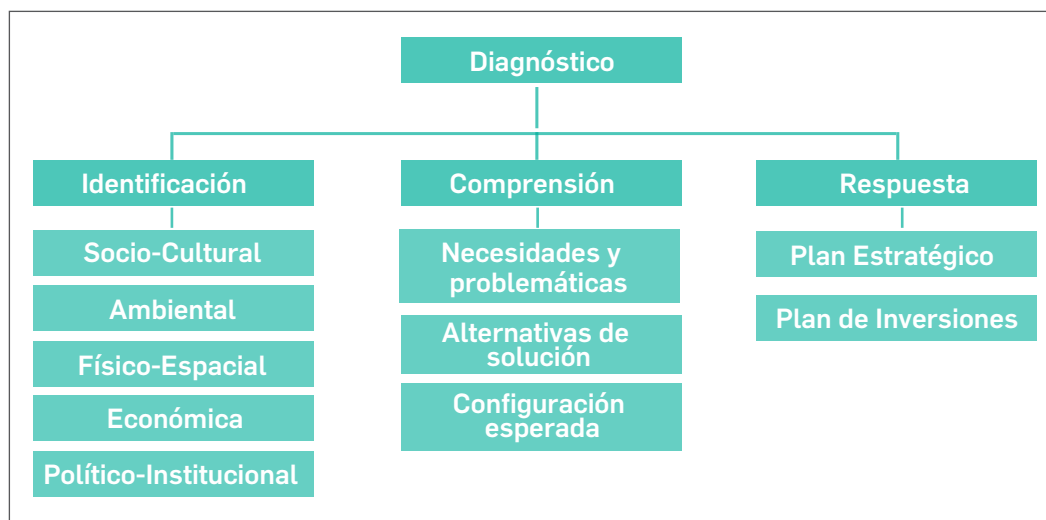 Diagnóstico
Identificación
Socio-Cultural
Ambiental
Físico-Espacial
Económica
Político-Institucional
Comprensión
Necesidades y
problemáticas
Alternativas de
solución
Configuración
esperada
Respuesta
Plan Estratégico
Plan de Inversiones